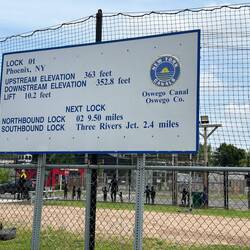 LOCK 01
Phoenix, NY
UPSTREAM ELEVATION 363 feet
DOWNSTREAM ELEVATION 352.8 feet
LIFT 10.2 feet
NEW YORK
CANALS
Oswego Canal
Oswego Co.
NEXT LOCK
NORTHBOUND LOCK 02 9.50 miles
SOUTHBOUND LOCK Three Rivers Jct. 2.4 miles